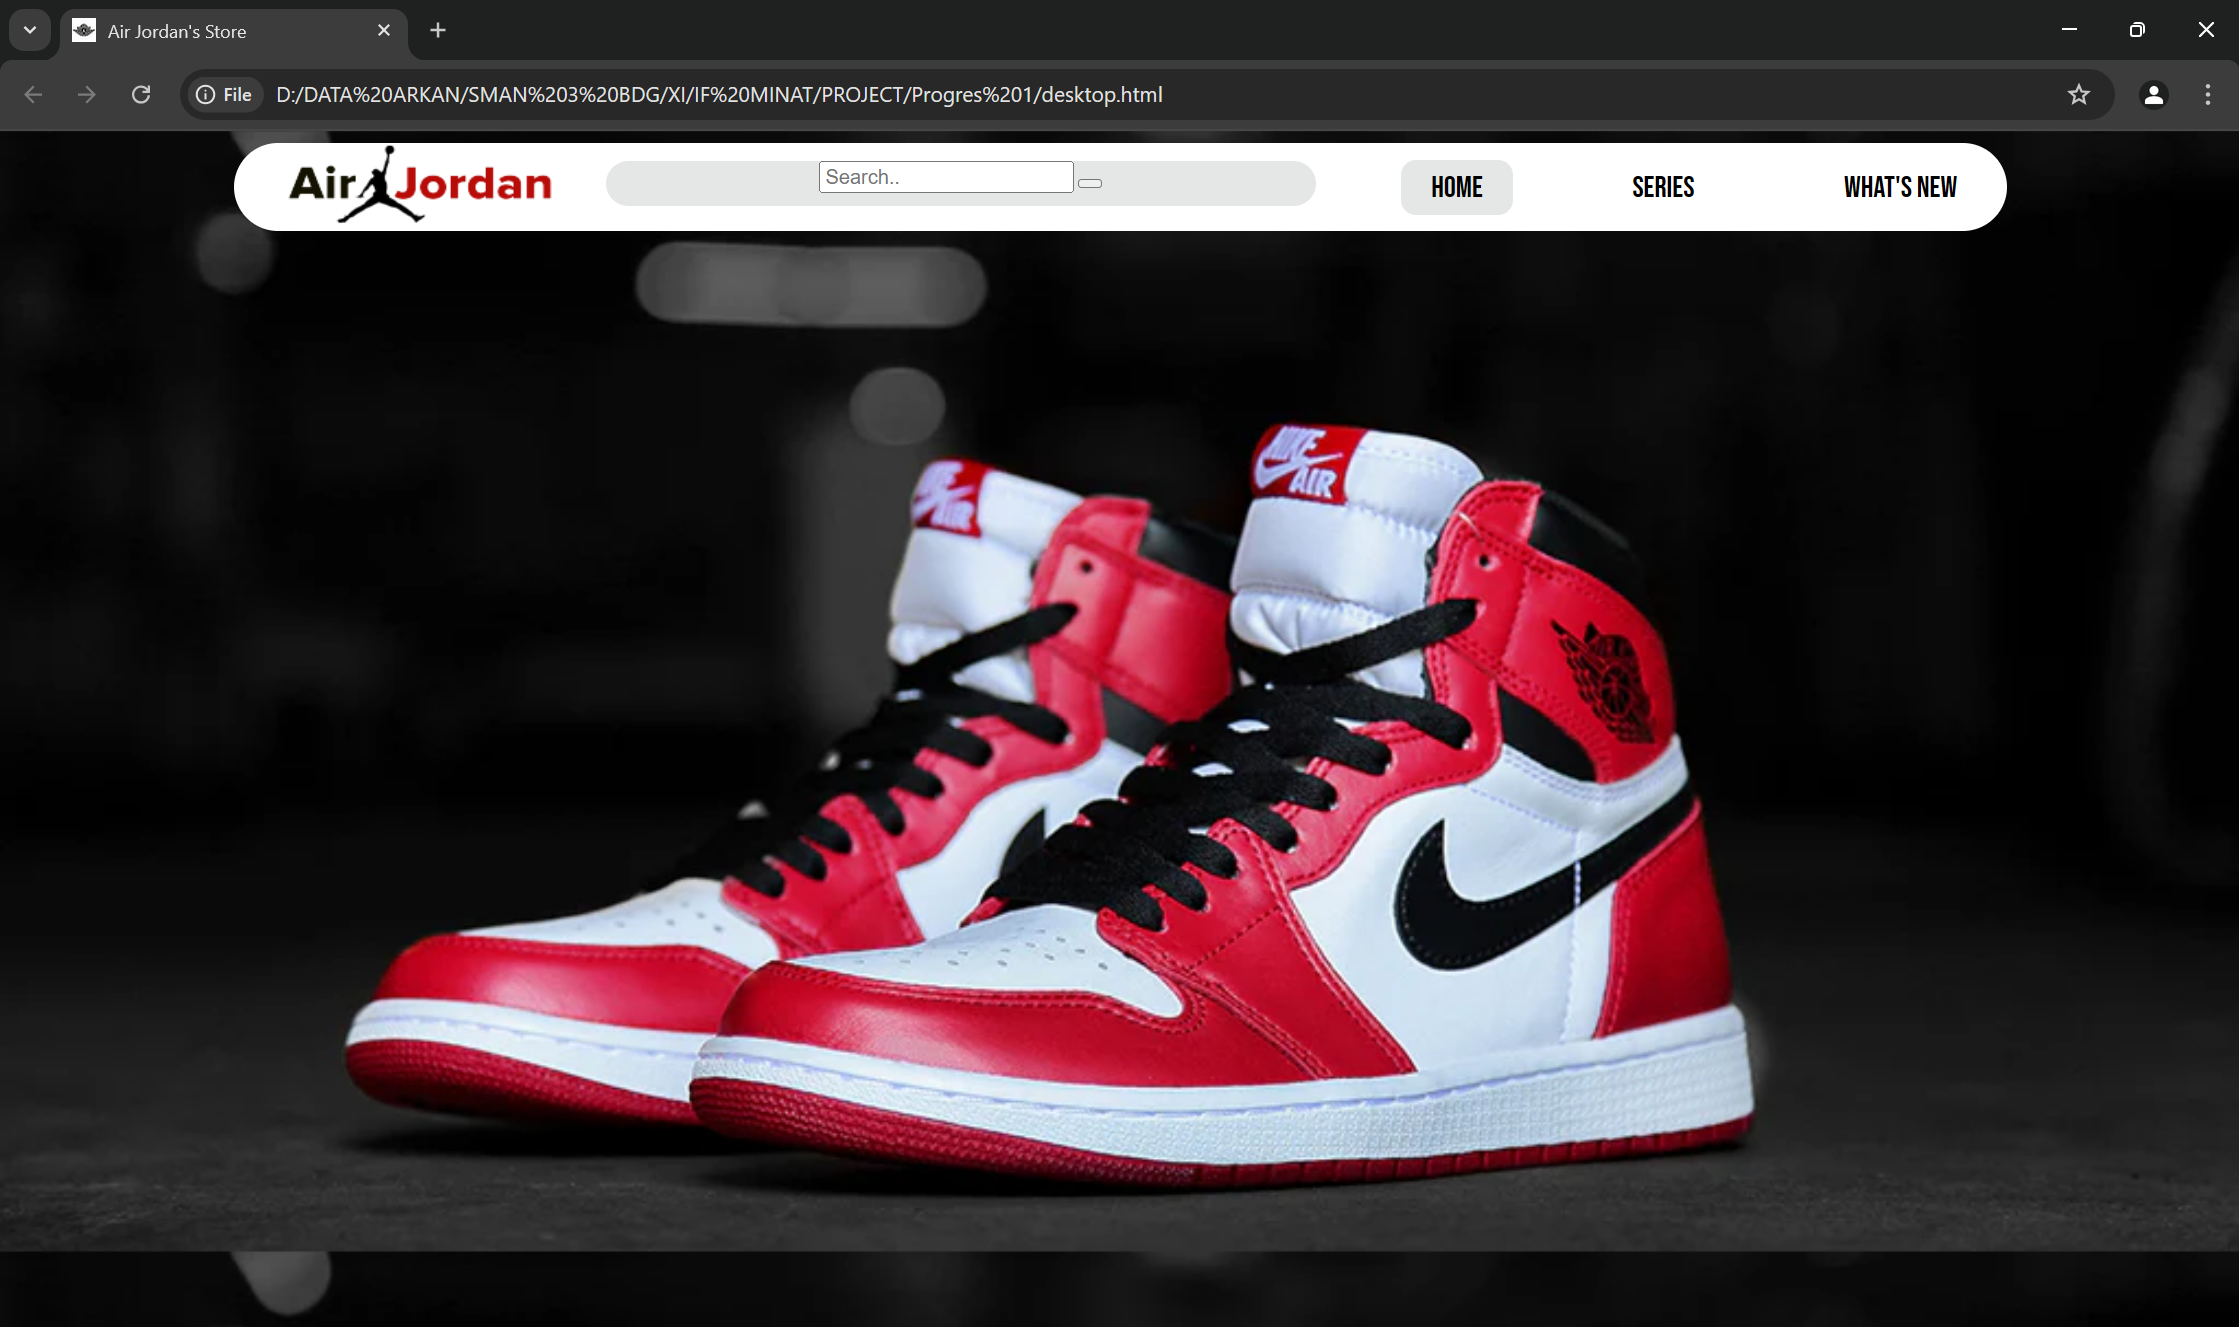 Air Jordan's Store
File D:/DATA%20ARKAN/SMAN%203%20BDG/XI/IF%20MINAT/PROJECT/Progres%201/desktop.html
Air Jordan Search.. HOME SERIES WHAT'S NEW
NIKE
AIR
NIKE
AIR